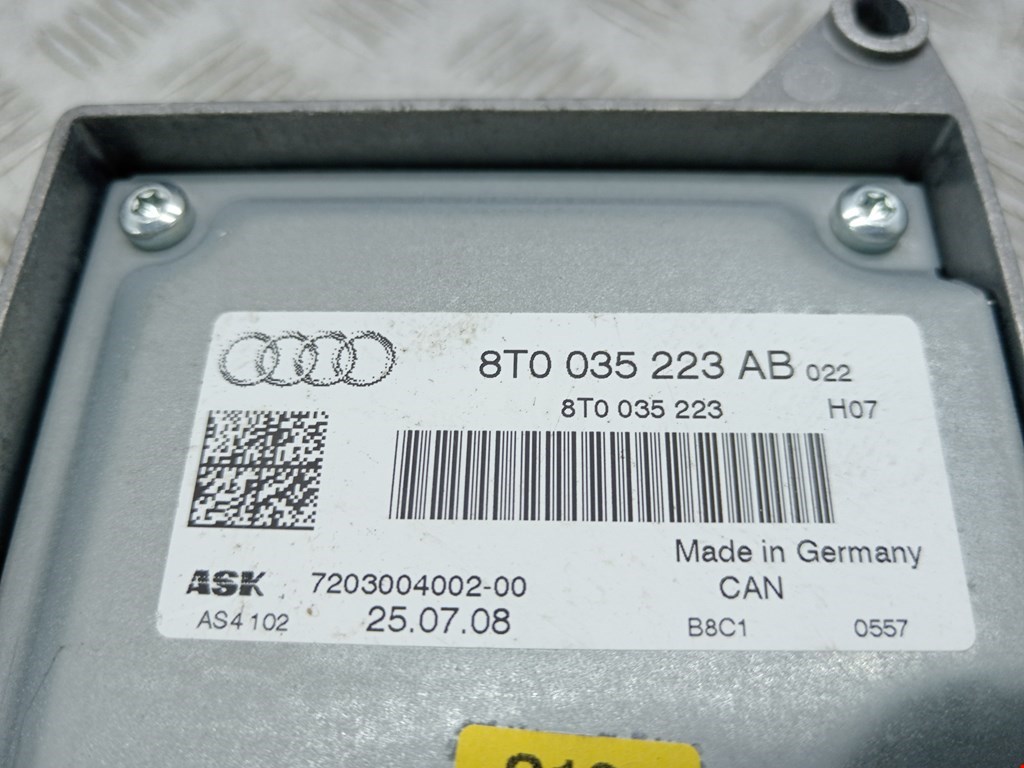 8T0 035 223 AB 022
8T0 035 223 H07
Made in Germany
ASK 7203004002-00 CAN
AS4 102 25.07.08 B8C1 0557